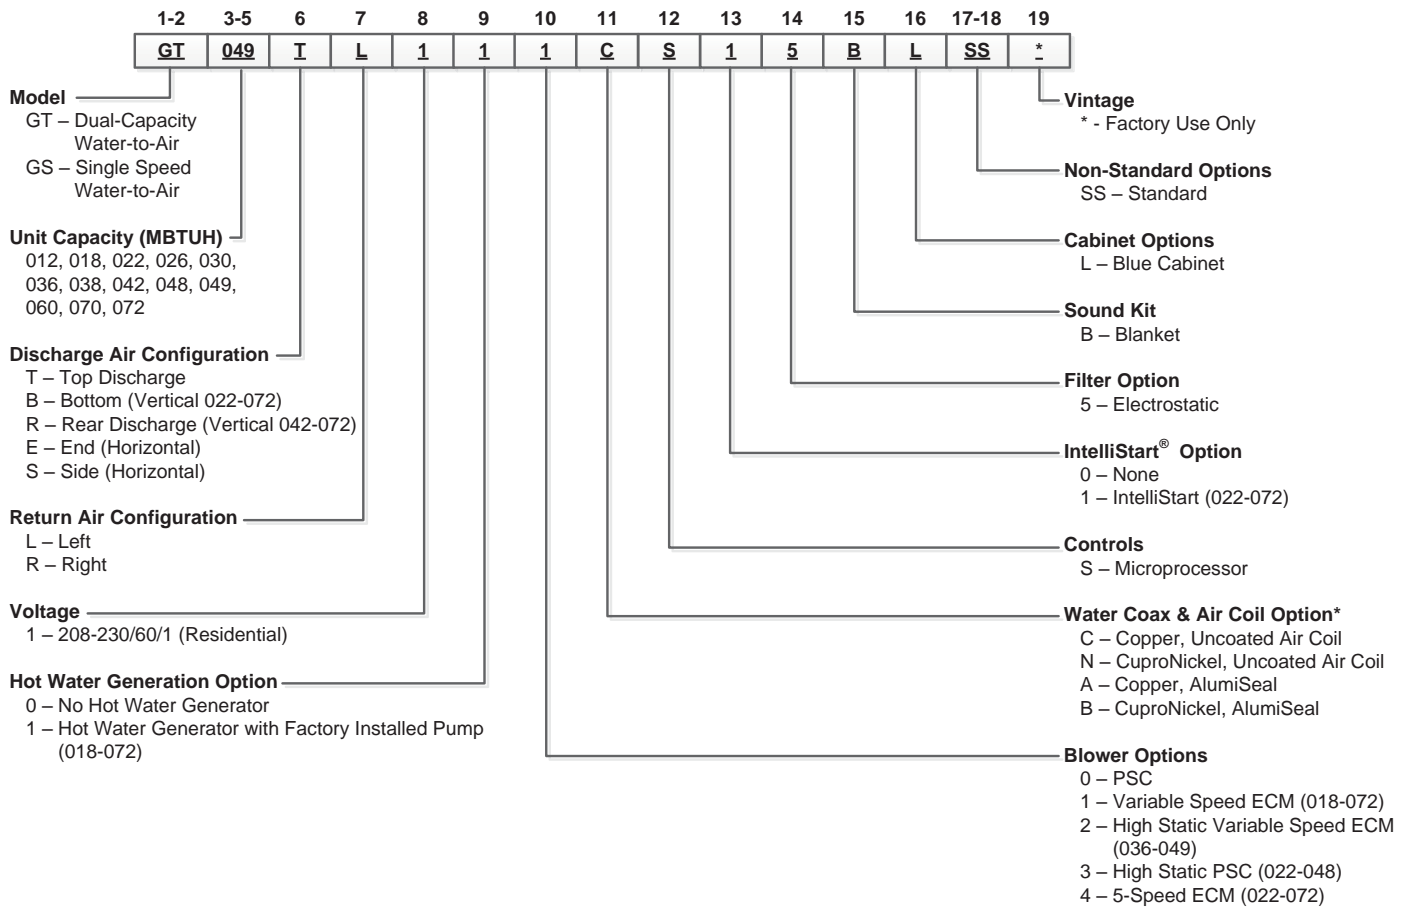 1-2 3-5 6 7 8 9 10 11 12 13 14 15 16 17-18 19
GT 049 T L 1 1 1 C S 1 5 B L SS *
Model
GT – Dual-Capacity
Water-to-Air
GS – Single Speed
Water-to-Air
Unit Capacity (MBTUH)
012, 018, 022, 026, 030,
036, 038, 042, 048, 049,
060, 070, 072
Discharge Air Configuration
T – Top Discharge
B – Bottom (Vertical 022-072)
R – Rear Discharge (Vertical 042-072)
E – End (Horizontal)
S – Side (Horizontal)
Return Air Configuration
L – Left
R – Right
Voltage
1 – 208-230/60/1 (Residential)
Hot Water Generation Option
0 – No Hot Water Generator
1 – Hot Water Generator with Factory Installed Pump
(018-072)
Vintage
* - Factory Use Only
Non-Standard Options
SS – Standard
Cabinet Options
L – Blue Cabinet
Sound Kit
B – Blanket
Filter Option
5 – Electrostatic
IntelliStart® Option
0 – None
1 – IntelliStart (022-072)
Controls
S – Microprocessor
Water Coax & Air Coil Option*
C – Copper, Uncoated Air Coil
N – CuproNickel, Uncoated Air Coil
A – Copper, AlumiSeal
B – CuproNickel, AlumiSeal
Blower Options
0 – PSC
1 – Variable Speed ECM (018-072)
2 – High Static Variable Speed ECM
(036-049)
3 – High Static PSC (022-048)
4 – 5-Speed ECM (022-072)